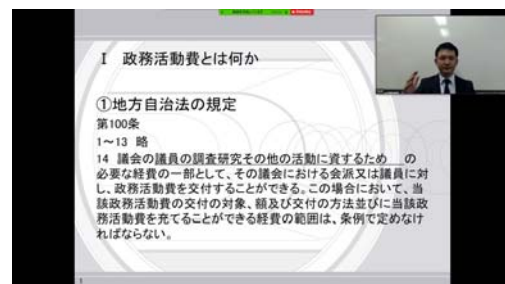 Ⅰ 政務活動費とは何か
①地方自治法の規定
第100条
1~13 略
14 議会の議員の調査研究その他の活動に資するため の
必要な経費の一部として、その議会における会派又は議員に対
し、政務活動費を交付することができる。この場合において、当
該政務活動費の交付の対象、額及び交付の方法並びに当該政
務活動費を充てることができる経費の範囲は、条例で定めなけ
ればならない。
1